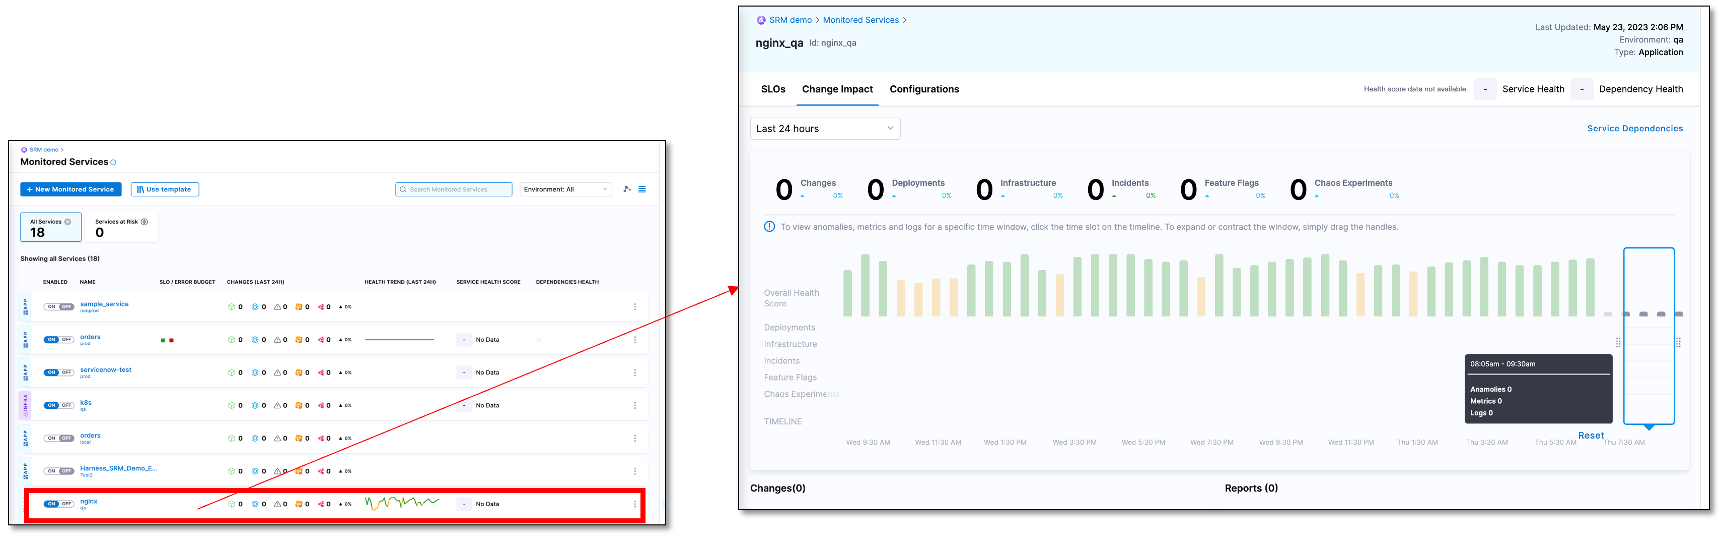 SRM demo >
Monitored Services
+ New Monitored Service
Use template
Search Monitored Services
Environment: All
All Services
18
Services at Risk
0
Showing all Services (18)
ENABLED NAME SLO / ERROR BUDGET CHANGES (LAST 24H) HEALTH TREND (LAST 24H) SERVICE HEALTH SCORE DEPENDENCIES HEALTH
APP ON OFF sample_service 0 0 0 0 0 0%
nonprod
APP ON OFF orders 0 0 0 0 0 0% - No Data
prod
APP ON OFF servicenow-test 0 0 0 0 0 0% - No Data
prod
INFRA ON OFF k8s 0 0 0 0 0 0% - No Data
qa
APP ON OFF orders 0 0 0 0 0 0%
local
APP ON OFF Harness_SRM_Demo_E... 0 0 0 0 0 0%
Test2
ON OFF nginx 0 0 0 0 0 0% - No Data
qa
SRM demo > Monitored Services >
nginx_qa Id: nginx_qa
Last Updated: May 23, 2023 2:06 PM
Environment: qa
Type: Application
SLOs Change Impact Configurations
Health score data not available. - Service Health - Dependency Health
Last 24 hours
Service Dependencies
0 Changes 0%
0 Deployments 0%
0 Infrastructure 0%
0 Incidents 0%
0 Feature Flags 0%
0 Chaos Experiments 0%
To view anomalies, metrics and logs for a specific time window, click the time slot on the timeline. To expand or contract the window, simply drag the handles.
Overall Health
Score
Deployments
Infrastructure
Incidents
Feature Flags
Chaos Experiments
08:05am - 09:30am
Anamolies 0
Metrics 0
Logs 0
TIMELINE
Reset
Wed 9:30 AM Wed 11:30 AM Wed 1:30 PM Wed 3:30 PM Wed 5:30 PM Wed 7:30 PM Wed 9:30 PM Wed 11:30 PM Thu 1:30 AM Thu 3:30 AM Thu 5:30 AM Thu 7:30 AM
Changes(0)
Reports (0)